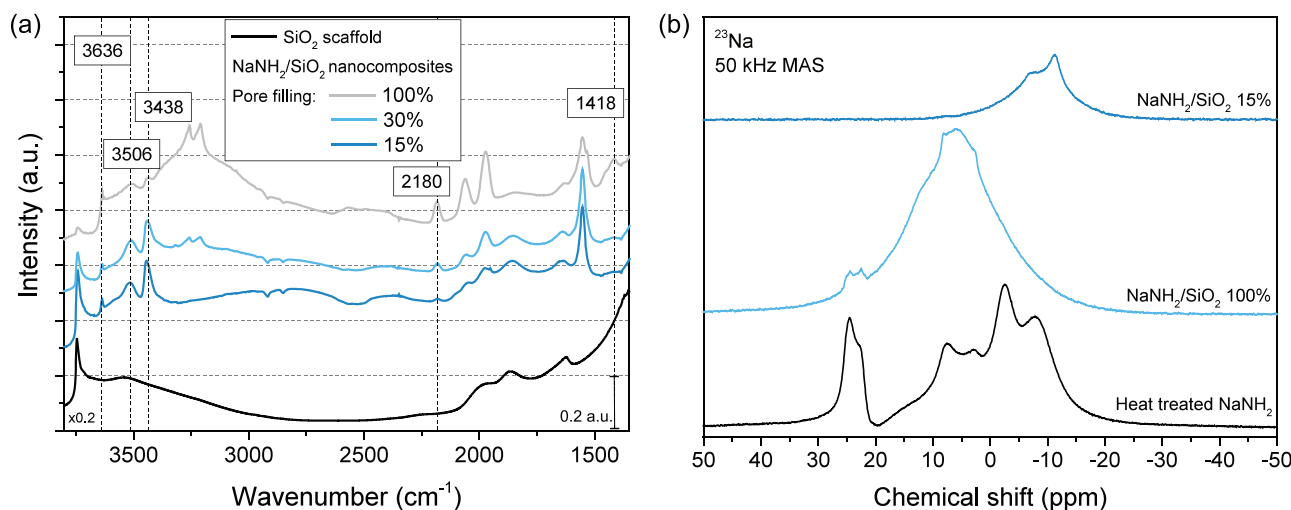 (a)
3636
3438
3506
2180
1418
SiO₂ scaffold
NaNH₂/SiO₂ nanocomposites
Pore filling:
100%
30%
15%
x0.2
0.2 a.u.
Intensity (a.u.)
3500 3000 2500 2000 1500
Wavenumber (cm⁻¹)
(b)
²³Na
50 kHz MAS
NaNH₂/SiO₂ 15%
NaNH₂/SiO₂ 100%
Heat treated NaNH₂
50 40 30 20 10 0 -10 -20 -30 -40 -50
Chemical shift (ppm)